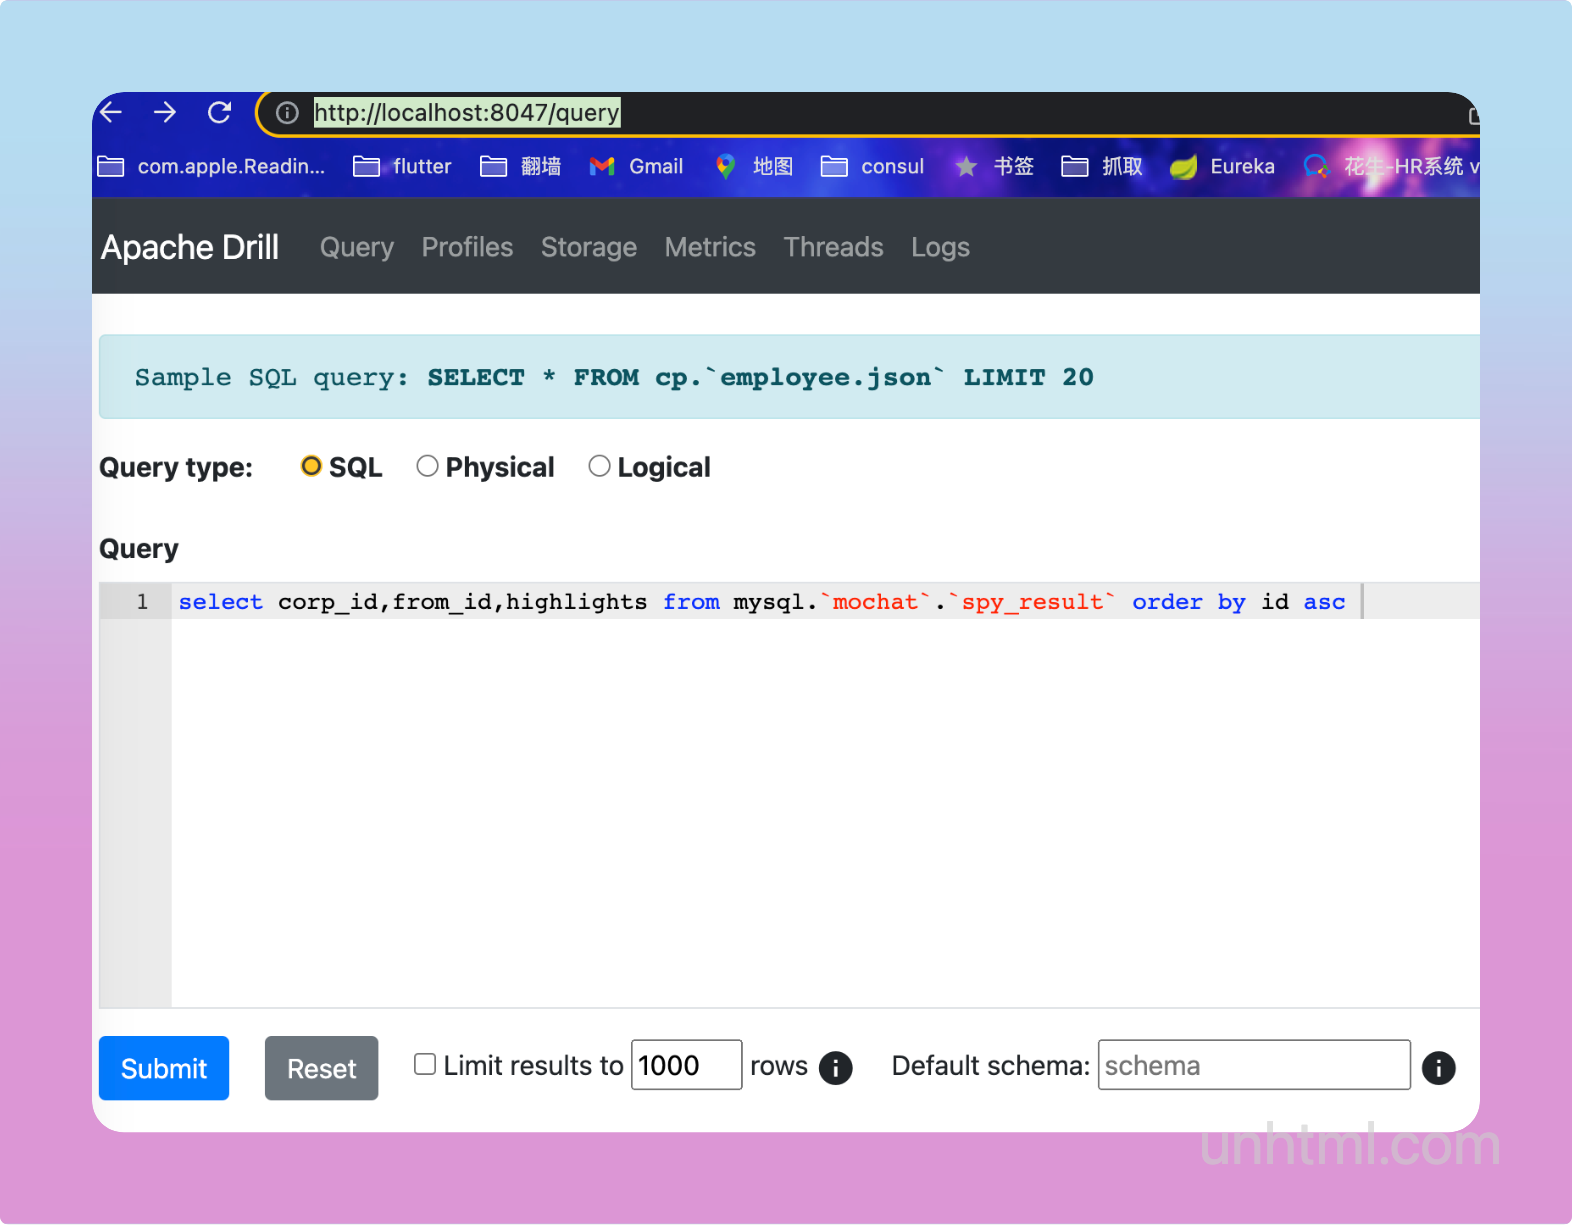 http://localhost:8047/query
com.apple.Readin... flutter 翻墙 Gmail 地图 consul 书签 抓取 Eureka 花生-HR系统 v
Apache Drill Query Profiles Storage Metrics Threads Logs
Sample SQL query: SELECT * FROM cp.`employee.json` LIMIT 20
Query type: SQL Physical Logical
Query
1 select corp_id,from_id,highlights from mysql.`mochat`.`spy_result` order by id asc
Submit Reset Limit results to 1000 rows Default schema: schema
unhtml.com